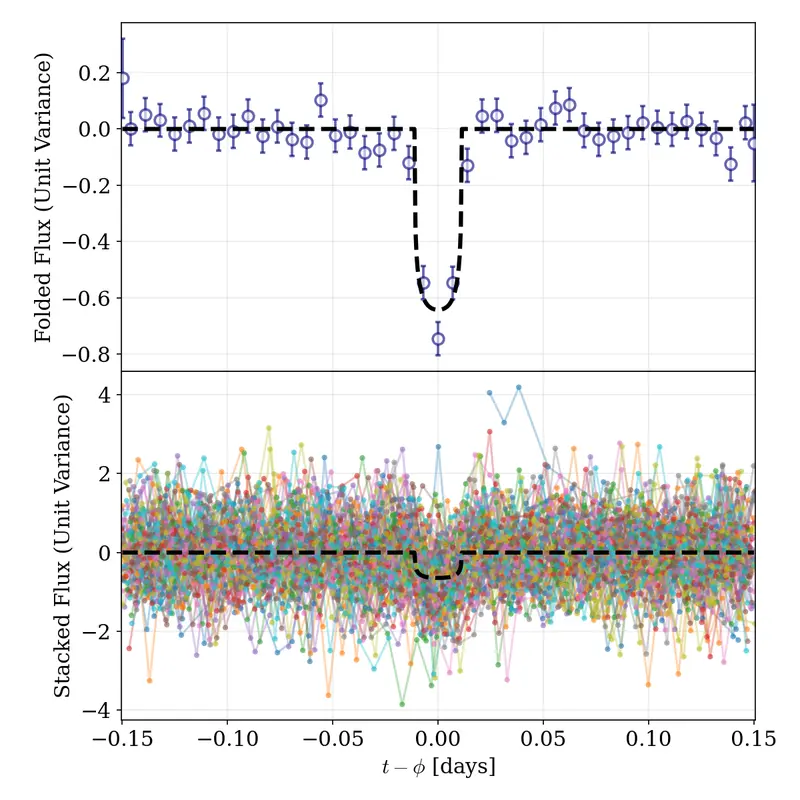 Folded Flux (Unit Variance)
0.2
0.0
−0.2
−0.4
−0.6
−0.8
Stacked Flux (Unit Variance)
4
2
0
−2
−4
−0.15 −0.10 −0.05 0.00 0.05 0.10 0.15
t − ϕ [days]